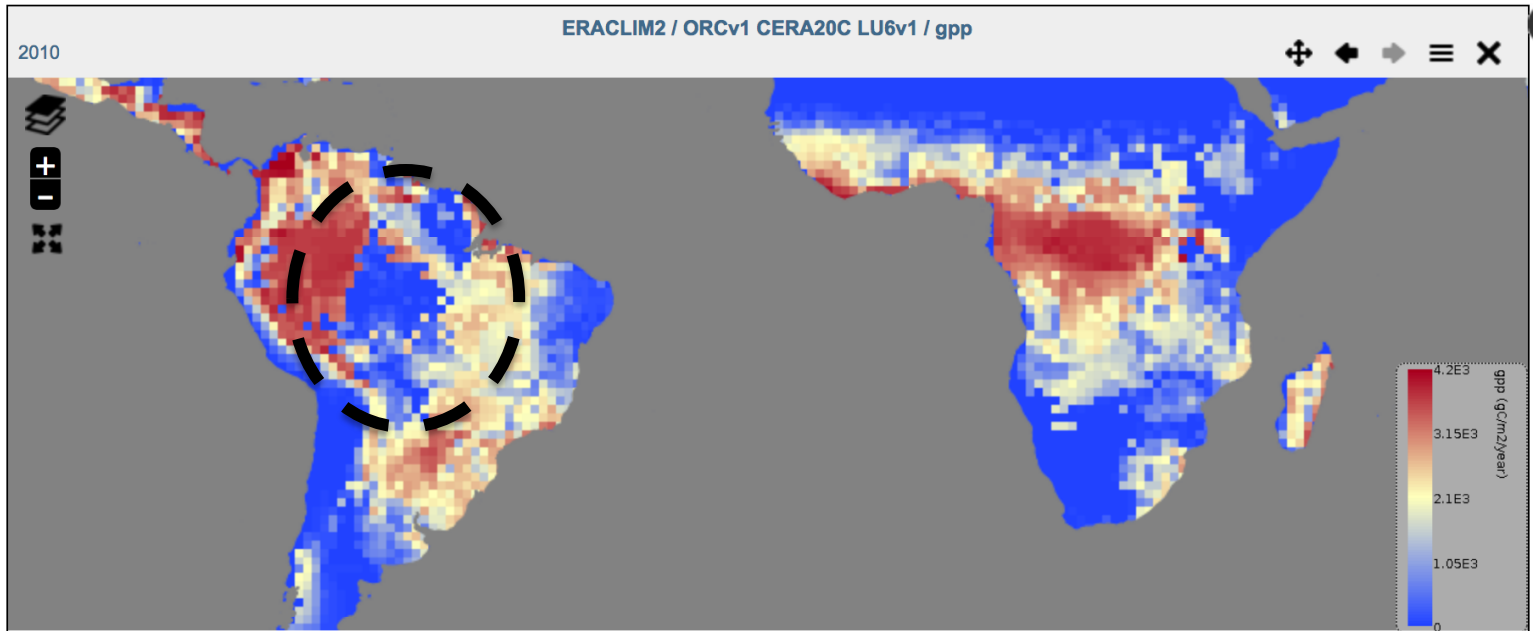 ERACLIM2 / ORCv1 CERA20C LU6v1 / gpp
2010
+
-
4.2E3
3.15E3
2.1E3
1.05E3
0
gpp (gC/m2/year)